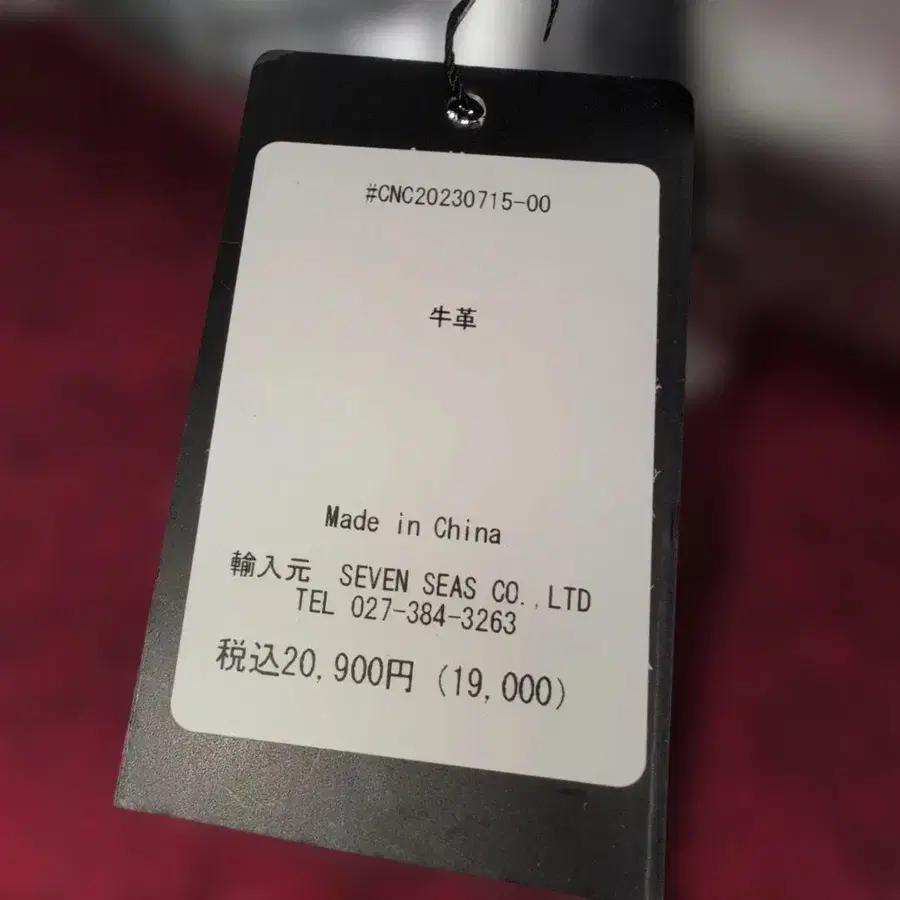 #CNC20230715-00
牛革
Made in China
輸入元 SEVEN SEAS CO.,LTD
TEL 027-384-3263
税込20,900円 (19,000)